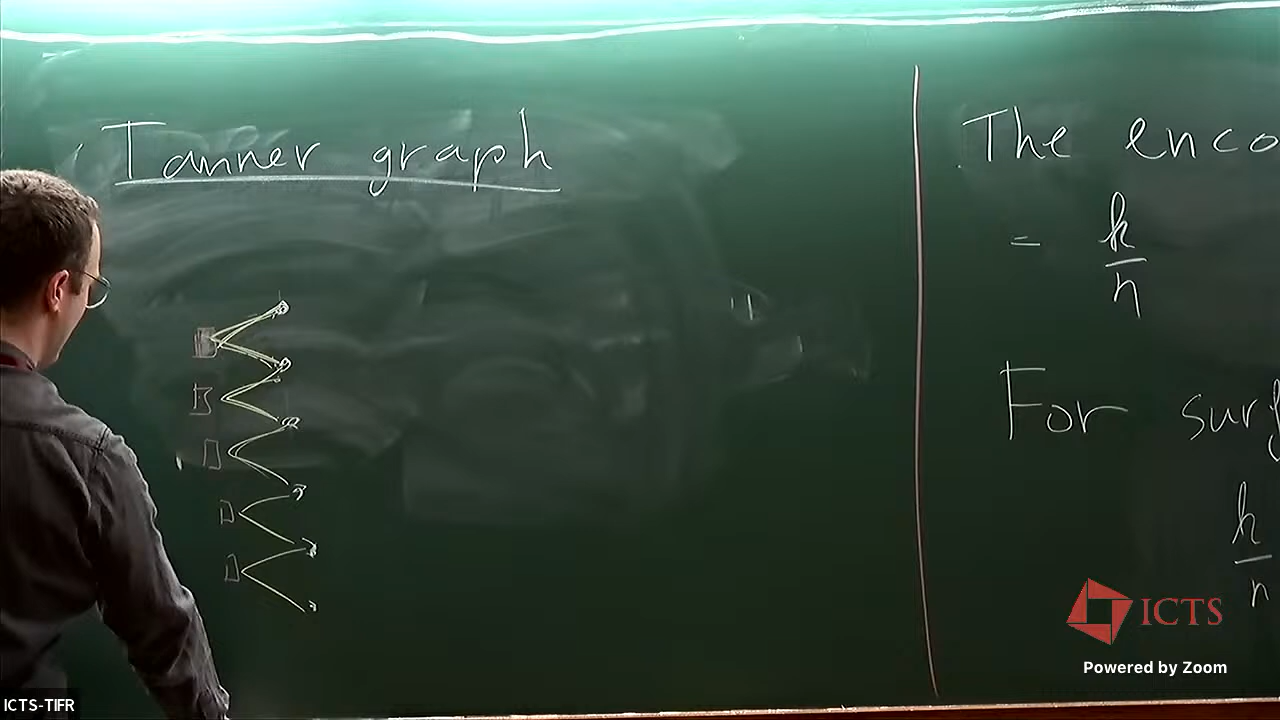 Tanner graph
The enco
= k/n
For surf
k/n
ICTS
Powered by Zoom
ICTS-TIFR